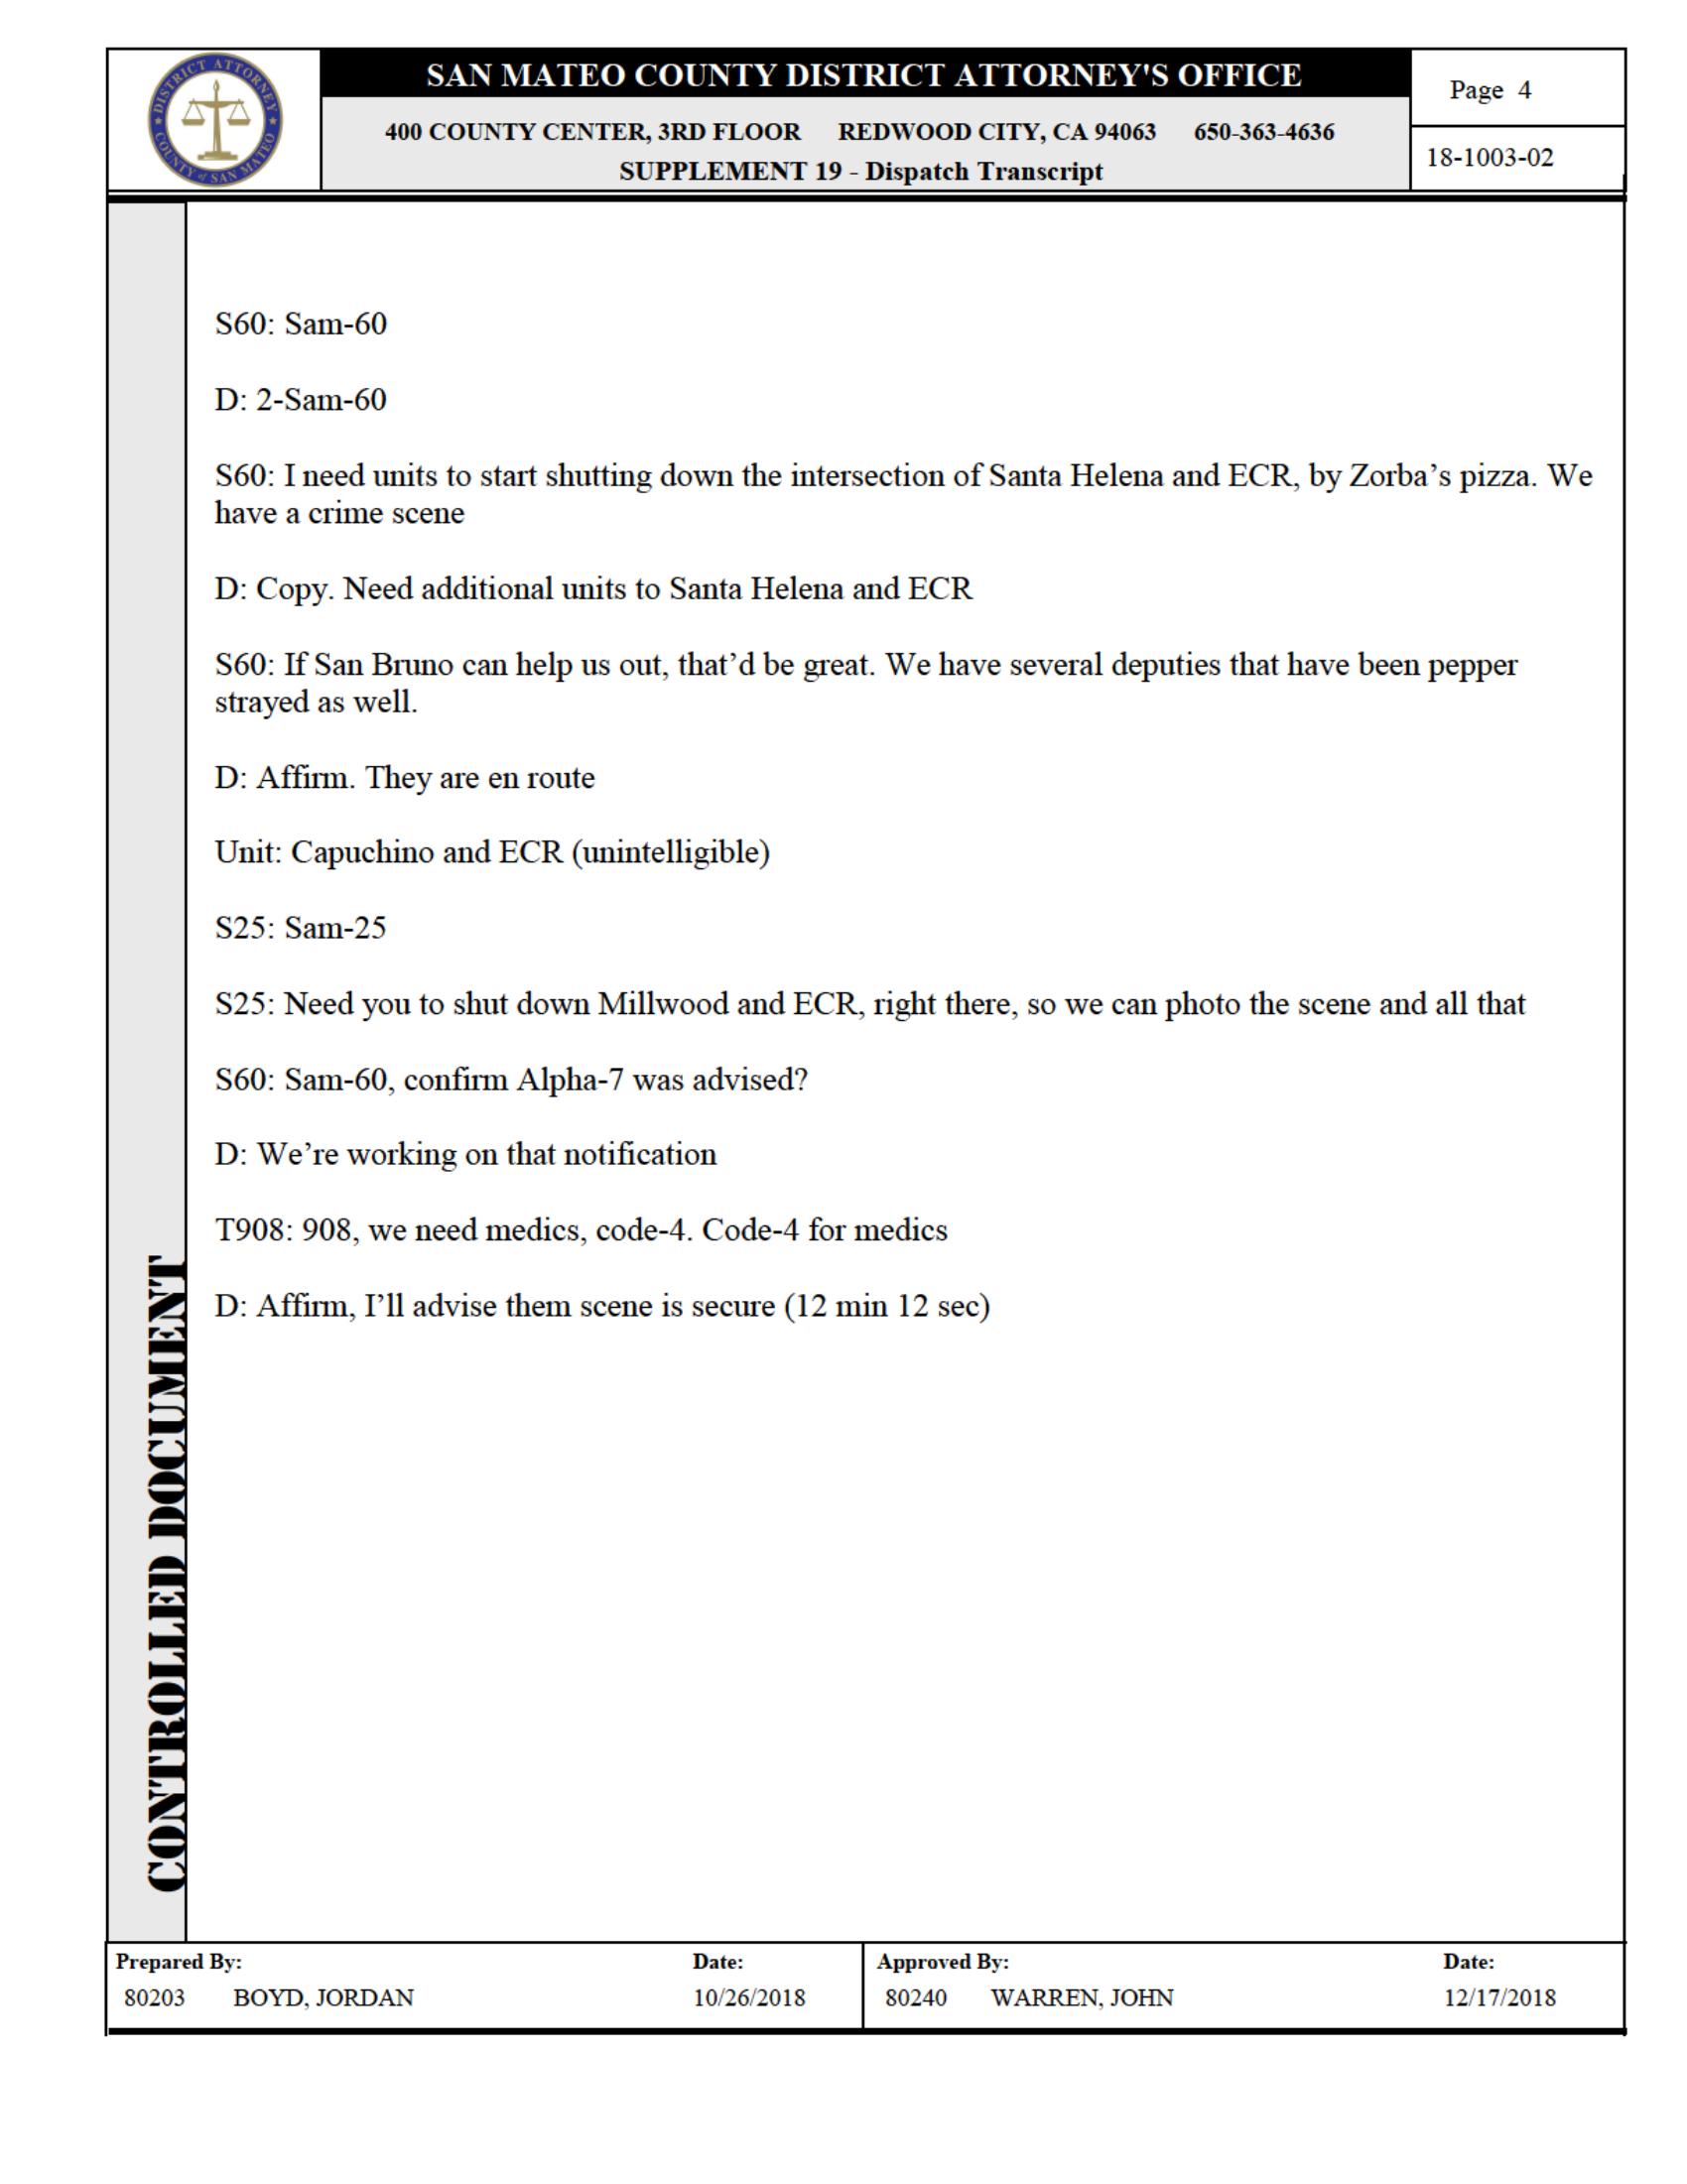 DISTRICT ATTORNEY
COUNTY of SAN MATEO
SAN MATEO COUNTY DISTRICT ATTORNEY'S OFFICE
400 COUNTY CENTER, 3RD FLOOR REDWOOD CITY, CA 94063 650-363-4636
SUPPLEMENT 19 - Dispatch Transcript
Page 4
18-1003-02
S60: Sam-60
D: 2-Sam-60
S60: I need units to start shutting down the intersection of Santa Helena and ECR, by Zorba’s pizza. We
have a crime scene
D: Copy. Need additional units to Santa Helena and ECR
S60: If San Bruno can help us out, that’d be great. We have several deputies that have been pepper
strayed as well.
D: Affirm. They are en route
Unit: Capuchino and ECR (unintelligible)
S25: Sam-25
S25: Need you to shut down Millwood and ECR, right there, so we can photo the scene and all that
S60: Sam-60, confirm Alpha-7 was advised?
D: We’re working on that notification
T908: 908, we need medics, code-4. Code-4 for medics
D: Affirm, I’ll advise them scene is secure (12 min 12 sec)
CONTROLLED DOCUMENT
Prepared By: Date: Approved By: Date:
80203 BOYD, JORDAN 10/26/2018 80240 WARREN, JOHN 12/17/2018